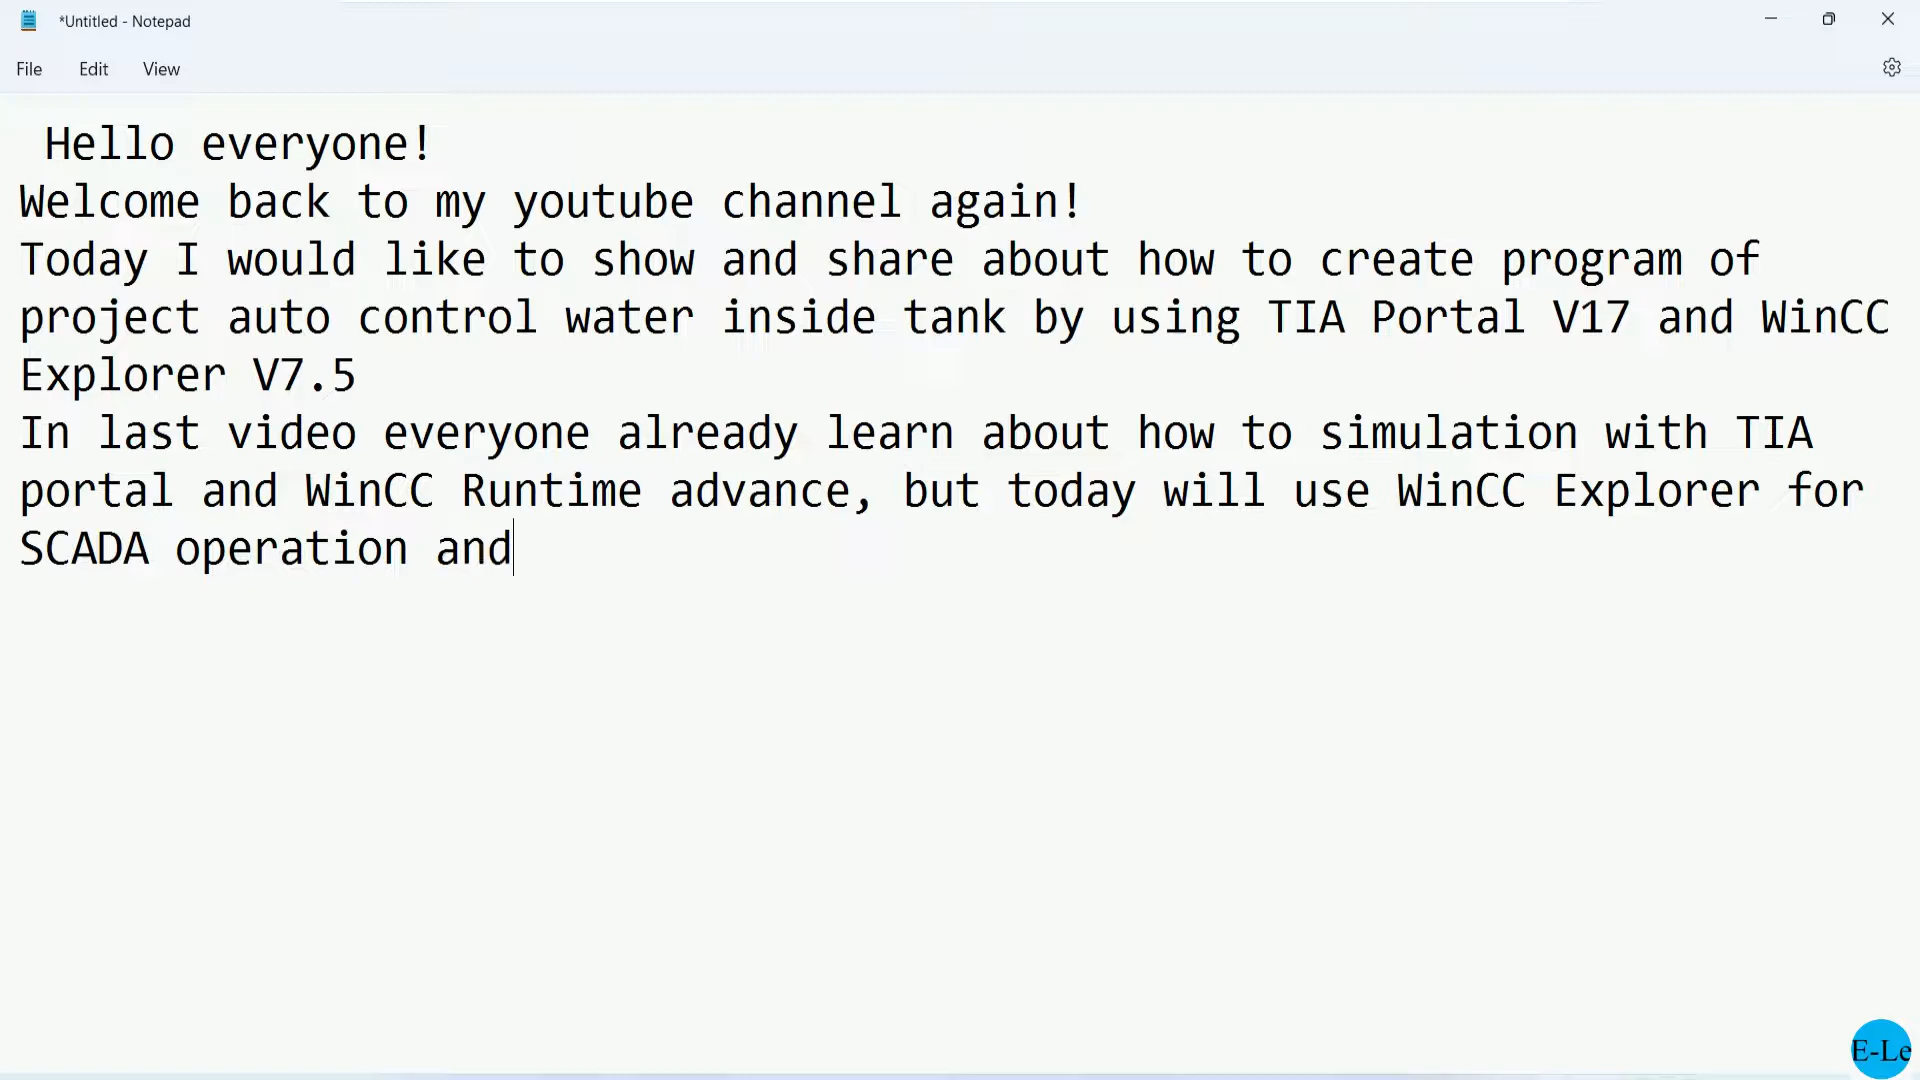 *Untitled - Notepad
File Edit View
Hello everyone!
Welcome back to my youtube channel again!
Today I would like to show and share about how to create program of
project auto control water inside tank by using TIA Portal V17 and WinCC
Explorer V7.5
In last video everyone already learn about how to simulation with TIA
portal and WinCC Runtime advance, but today will use WinCC Explorer for
SCADA operation and
E-Le